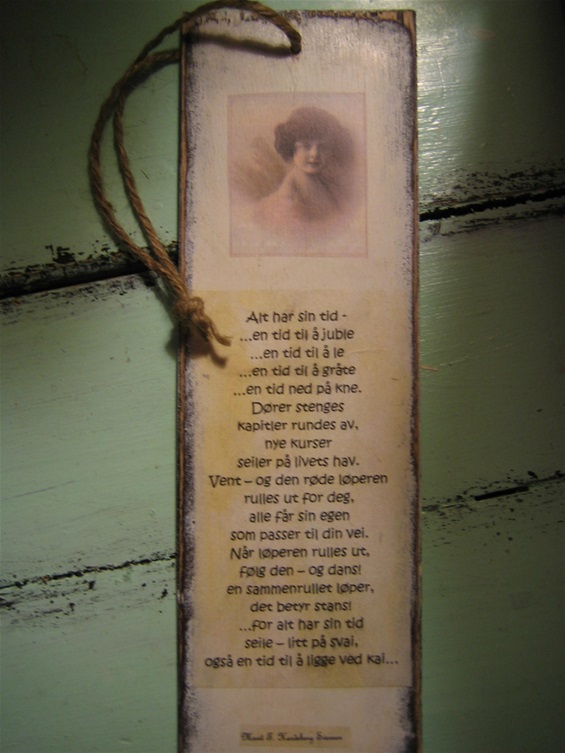 Alt har sin tid -
...en tid til å juble
...en tid til å le
...en tid til å gråte
...en tid ned på kne.
Dører stenges
kapitler rundes av,
nye kurser
seiler på livets hav.
Vent – og den røde løperen
rulles ut for deg,
alle får sin egen
som passer til din vei.
Når løperen rulles ut,
følg den – og dans!
en sammenrullet løper,
det betyr stans!
...for alt har sin tid
seile – litt på svai,
også en tid til å ligge ved kai...